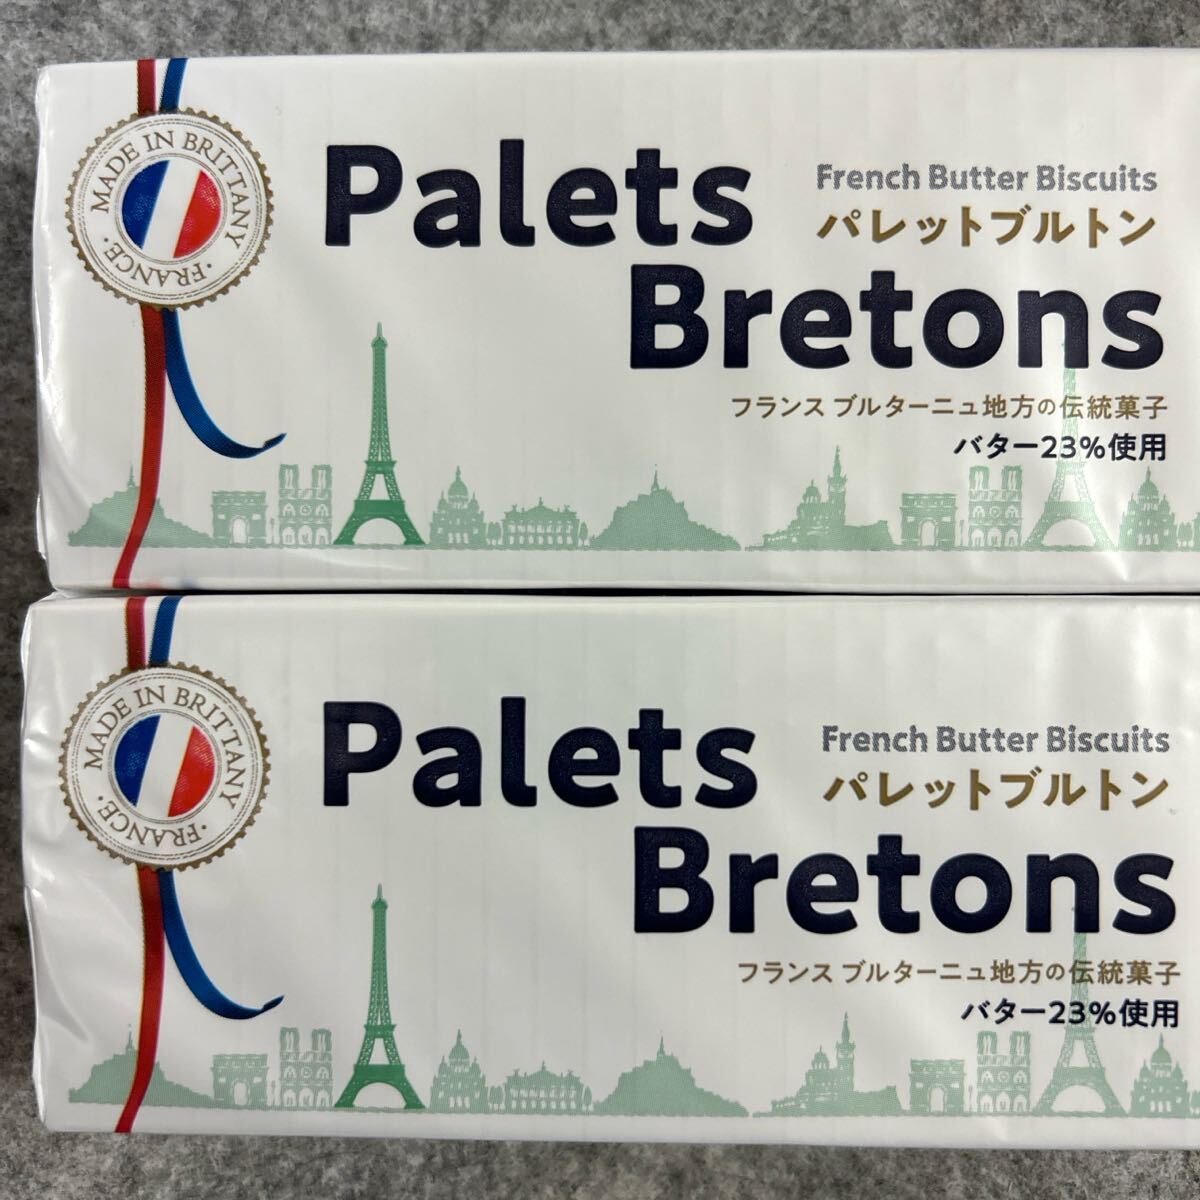 MADE IN BRITTANY
·FRANCE·
Palets
Bretons
French Butter Biscuits
パレットブルトン
フランス ブルターニュ地方の伝統菓子
バター23%使用
MADE IN BRITTANY
·FRANCE·
Palets
Bretons
French Butter Biscuits
パレットブルトン
フランス ブルターニュ地方の伝統菓子
バター23%使用